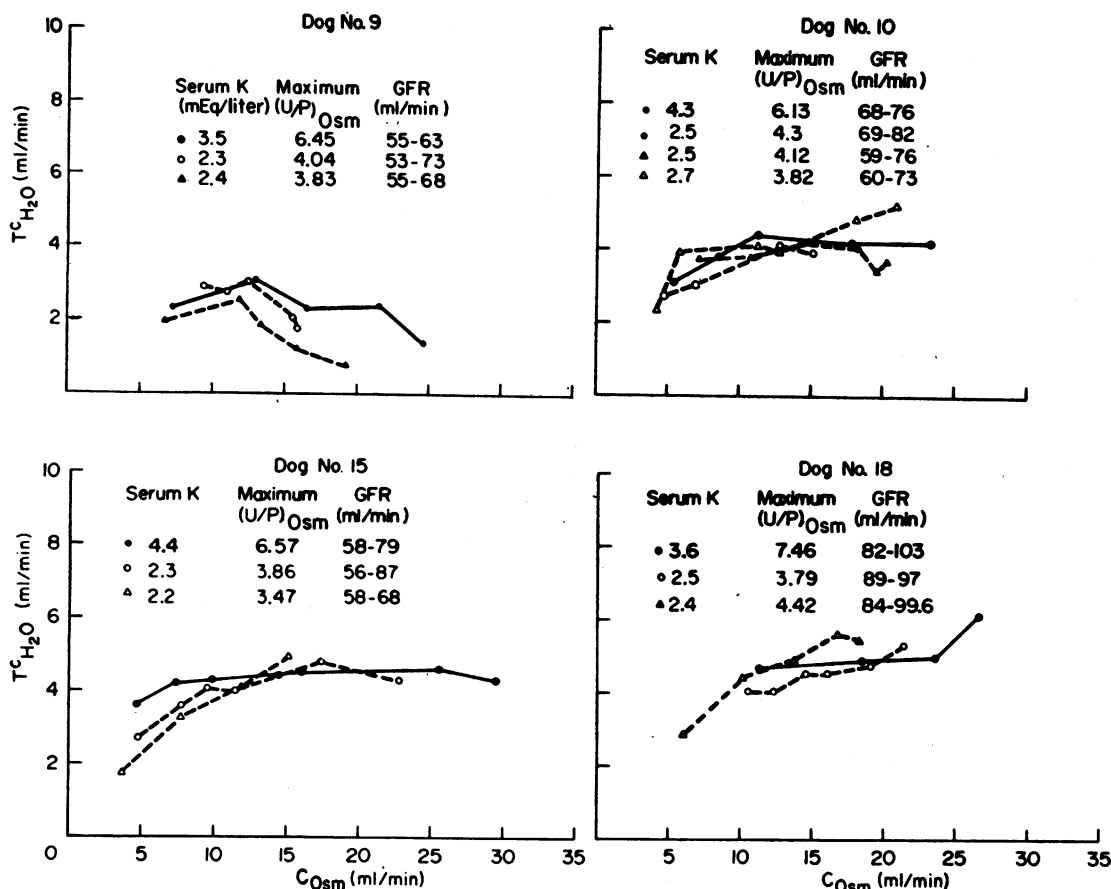 Dog No. 9
Serum K Maximum GFR
(mEq/liter) (U/P)Osm (ml/min)
3.5 6.45 55-63
2.3 4.04 53-73
2.4 3.83 55-68
10
8
6
4
2
TcH2O (ml/min)
Dog No. 10
Serum K Maximum GFR
(U/P)Osm (ml/min)
4.3 6.13 68-76
2.5 4.3 69-82
2.5 4.12 59-76
2.7 3.82 60-73
Dog No. 15
Serum K Maximum GFR
(U/P)Osm (ml/min)
4.4 6.57 58-79
2.3 3.86 56-87
2.2 3.47 58-68
10
8
6
4
2
0
TcH2O (ml/min)
5 10 15 20 25 30 35
COsm (ml/min)
Dog No. 18
Serum K Maximum GFR
(U/P)Osm (ml/min)
3.6 7.46 82-103
2.5 3.79 89-97
2.4 4.42 84-99.6
5 10 15 20 25 30 35
COsm (ml/min)